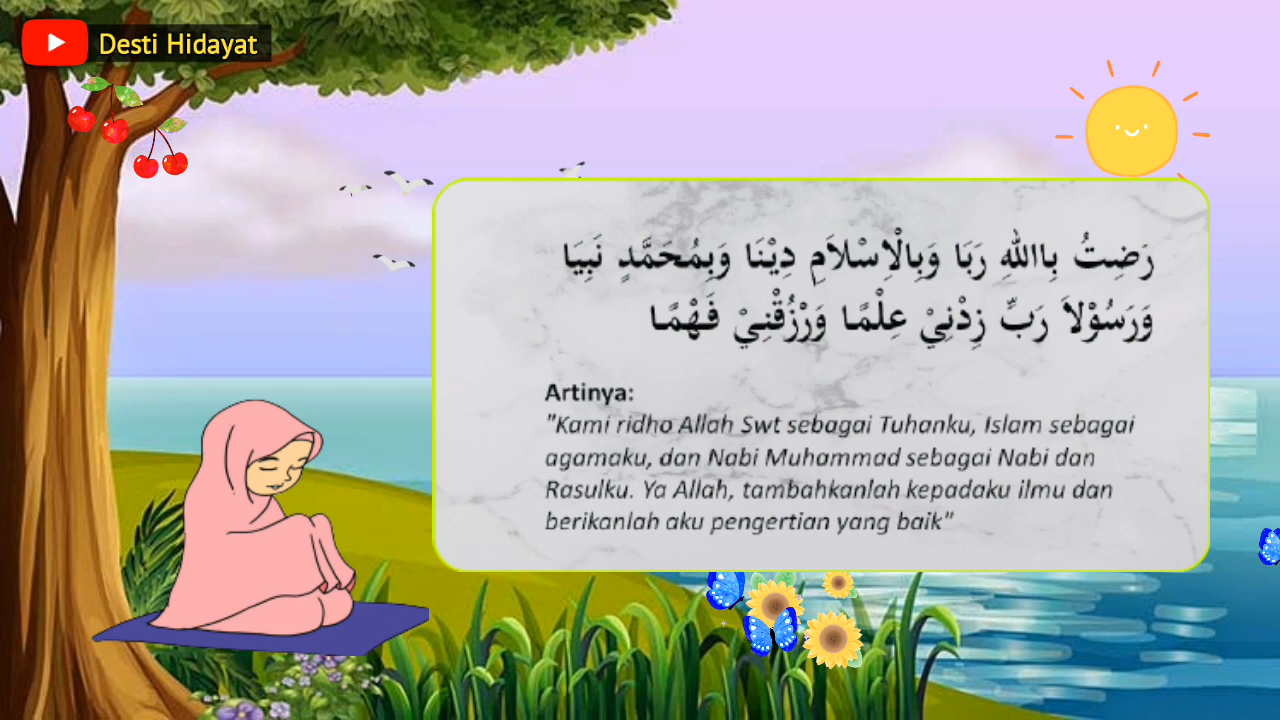 Desti Hidayat
رَضِتُ بِااللهِ رَبَا وَبِالْاِسْلاَمِ دِيْنَا وَبِمُحَمَّدٍ نَبِيَا
وَرَسُوْلاَ رَبِّ زِدْنِيْ عِلْمًا وَرْزُقْنِيْ فَهْمًا
Artinya:
"Kami ridho Allah Swt sebagai Tuhanku, Islam sebagai
agamaku, dan Nabi Muhammad sebagai Nabi dan
Rasulku. Ya Allah, tambahkanlah kepadaku ilmu dan
berikanlah aku pengertian yang baik"